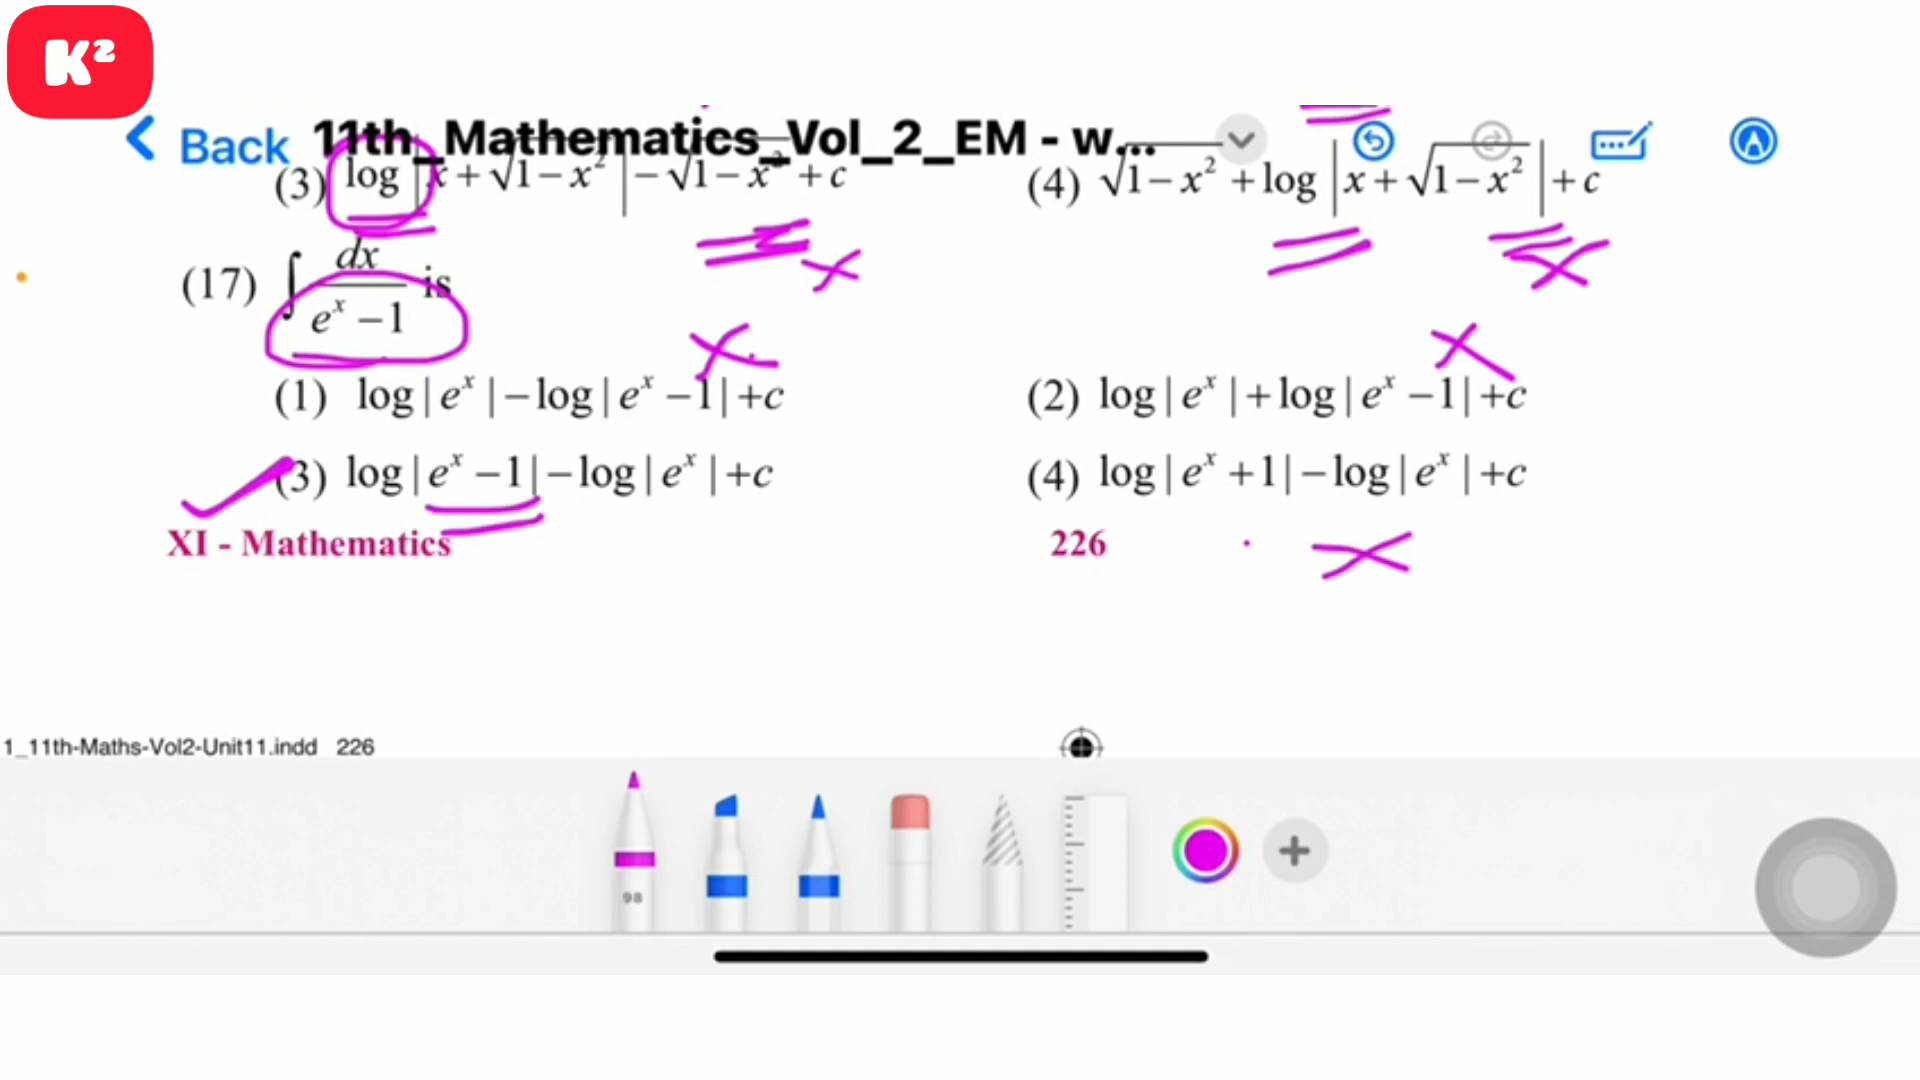 K²
Back 11th_Mathematics_Vol_2_EM - w...
(3) log |x + √1 − x² | − √1 − x² + c (4) √1 − x² + log |x + √1 − x² | + c
(17) ∫ dx / eˣ − 1 is
(1) log | eˣ | − log | eˣ − 1 | + c (2) log | eˣ | + log | eˣ − 1 | + c
(3) log | eˣ − 1 | − log | eˣ | + c (4) log | eˣ + 1 | − log | eˣ | + c
XI - Mathematics 226
1_11th-Maths-Vol2-Unit11.indd 226
98